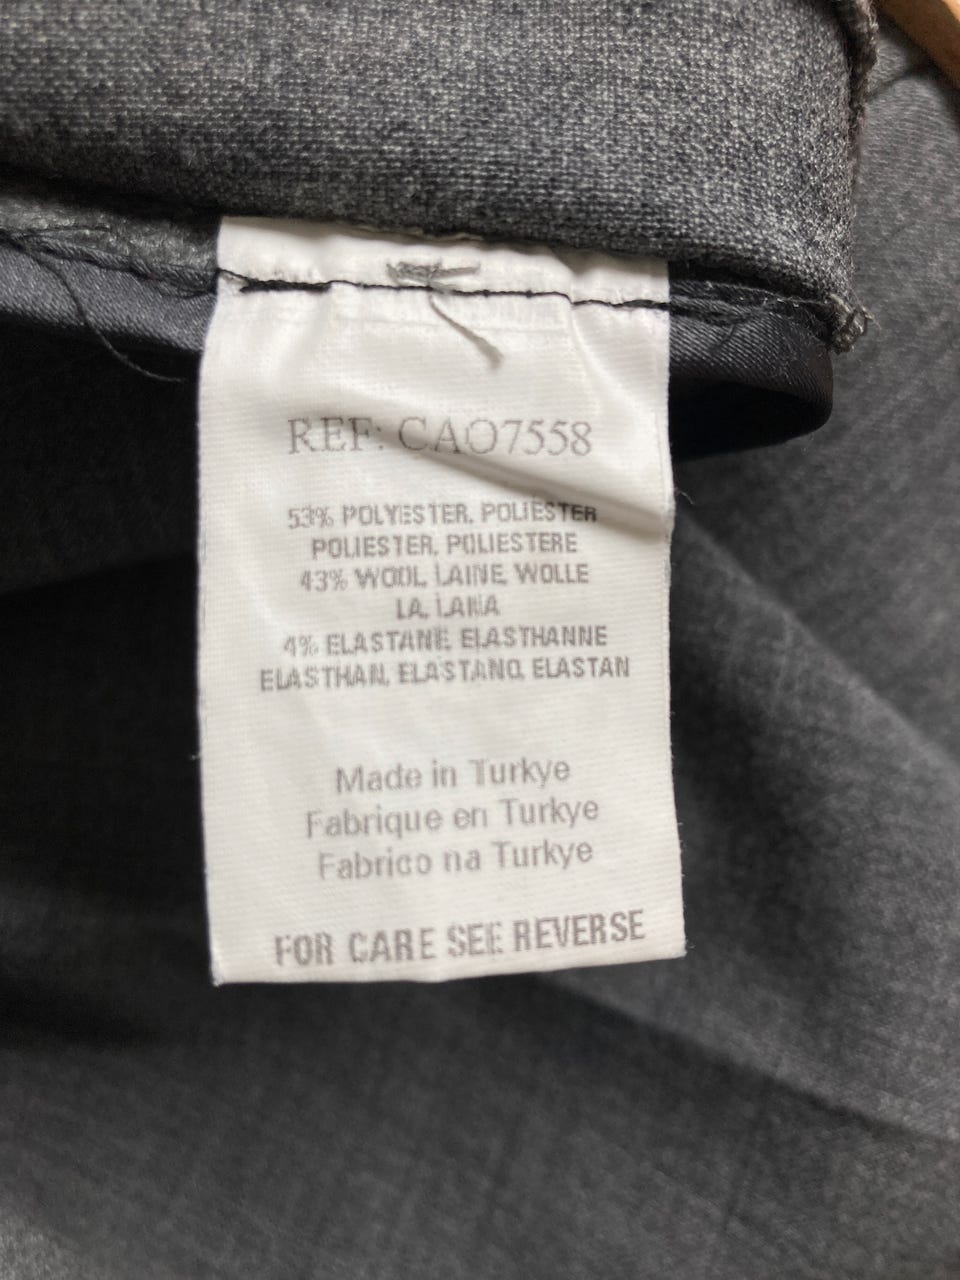 REF: CAO7558
53% POLYESTER, POLIESTER
POLIESTER, POLIESTERE
43% WOOL, LAINE, WOLLE
LA, LANA
4% ELASTANE, ELASTHANNE
ELASTHAN, ELASTANO, ELASTAN
Made in Turkye
Fabrique en Turkye
Fabrico na Turkye
FOR CARE SEE REVERSE